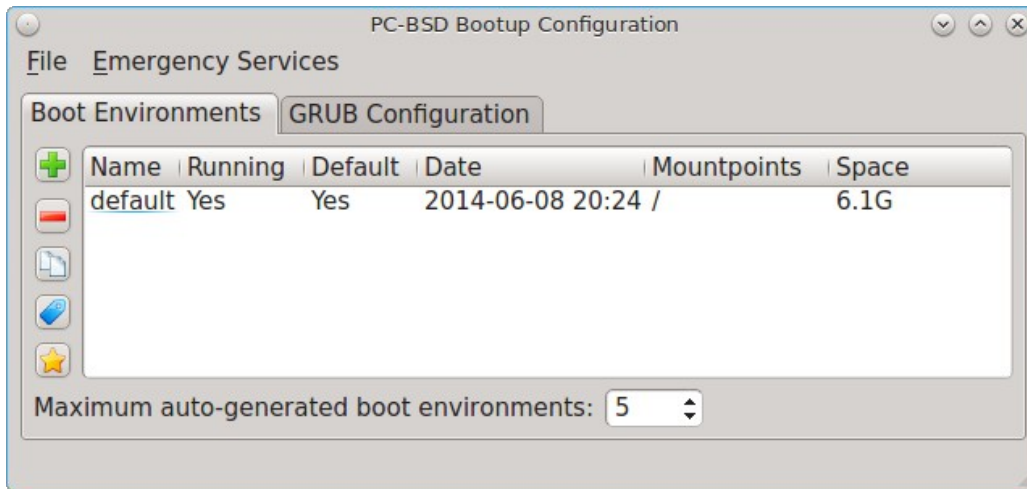 PC-BSD Bootup Configuration
File Emergency Services
Boot Environments GRUB Configuration
Name Running Default Date Mountpoints Space
default Yes Yes 2014-06-08 20:24 / 6.1G
Maximum auto-generated boot environments: 5